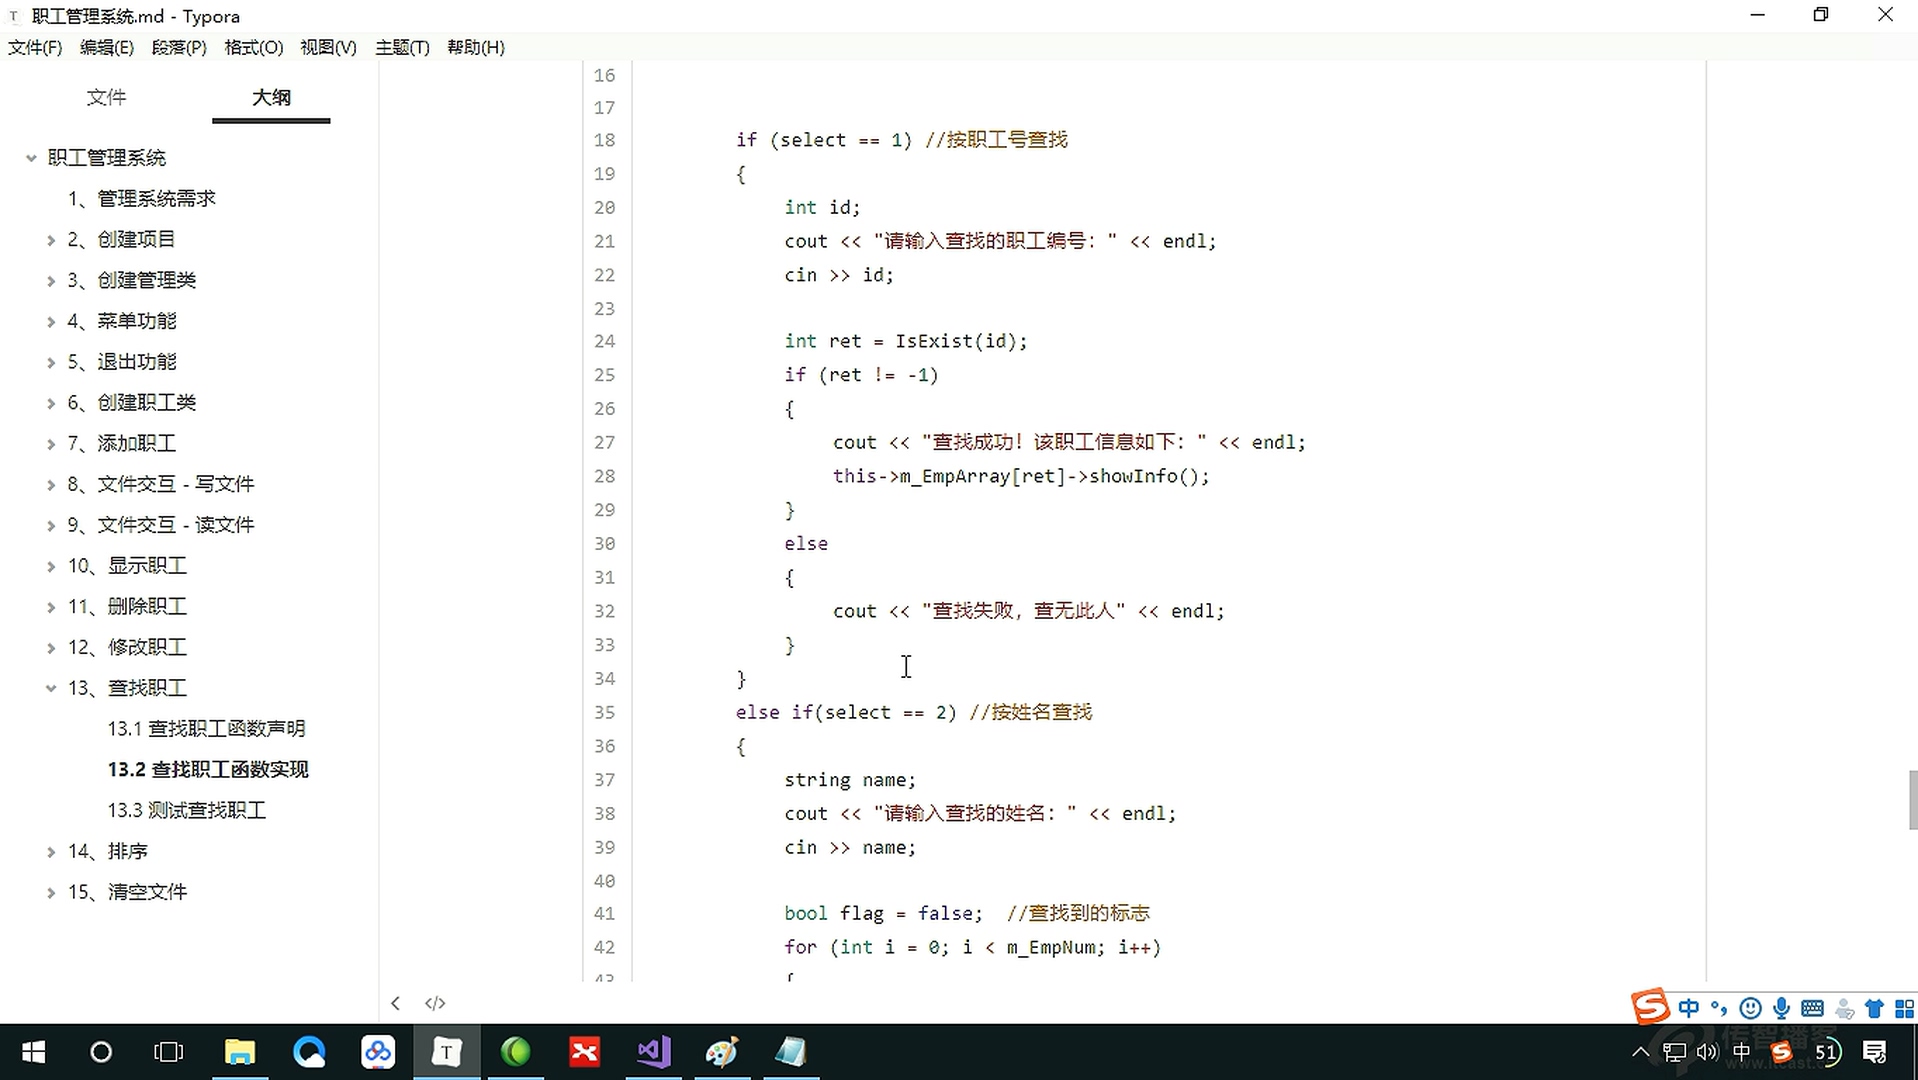 职工管理系统.md - Typora
文件(F) 编辑(E) 段落(P) 格式(O) 视图(V) 主题(T) 帮助(H)
文件 大纲
职工管理系统
1、管理系统需求
2、创建项目
3、创建管理类
4、菜单功能
5、退出功能
6、创建职工类
7、添加职工
8、文件交互 - 写文件
9、文件交互 - 读文件
10、显示职工
11、删除职工
12、修改职工
13、查找职工
13.1 查找职工函数声明
13.2 查找职工函数实现
13.3 测试查找职工
14、排序
15、清空文件
16
17
18 if (select == 1) //按职工号查找
19 {
20 int id;
21 cout << "请输入查找的职工编号：" << endl;
22 cin >> id;
23
24 int ret = IsExist(id);
25 if (ret != -1)
26 {
27 cout << "查找成功！该职工信息如下：" << endl;
28 this->m_EmpArray[ret]->showInfo();
29 }
30 else
31 {
32 cout << "查找失败，查无此人" << endl;
33 }
34 }
35 else if(select == 2) //按姓名查找
36 {
37 string name;
38 cout << "请输入查找的姓名：" << endl;
39 cin >> name;
40
41 bool flag = false;  //查找到的标志
42 for (int i = 0; i < m_EmpNum; i++)
43 {
中
传智播客
www.itcast.c
中 51